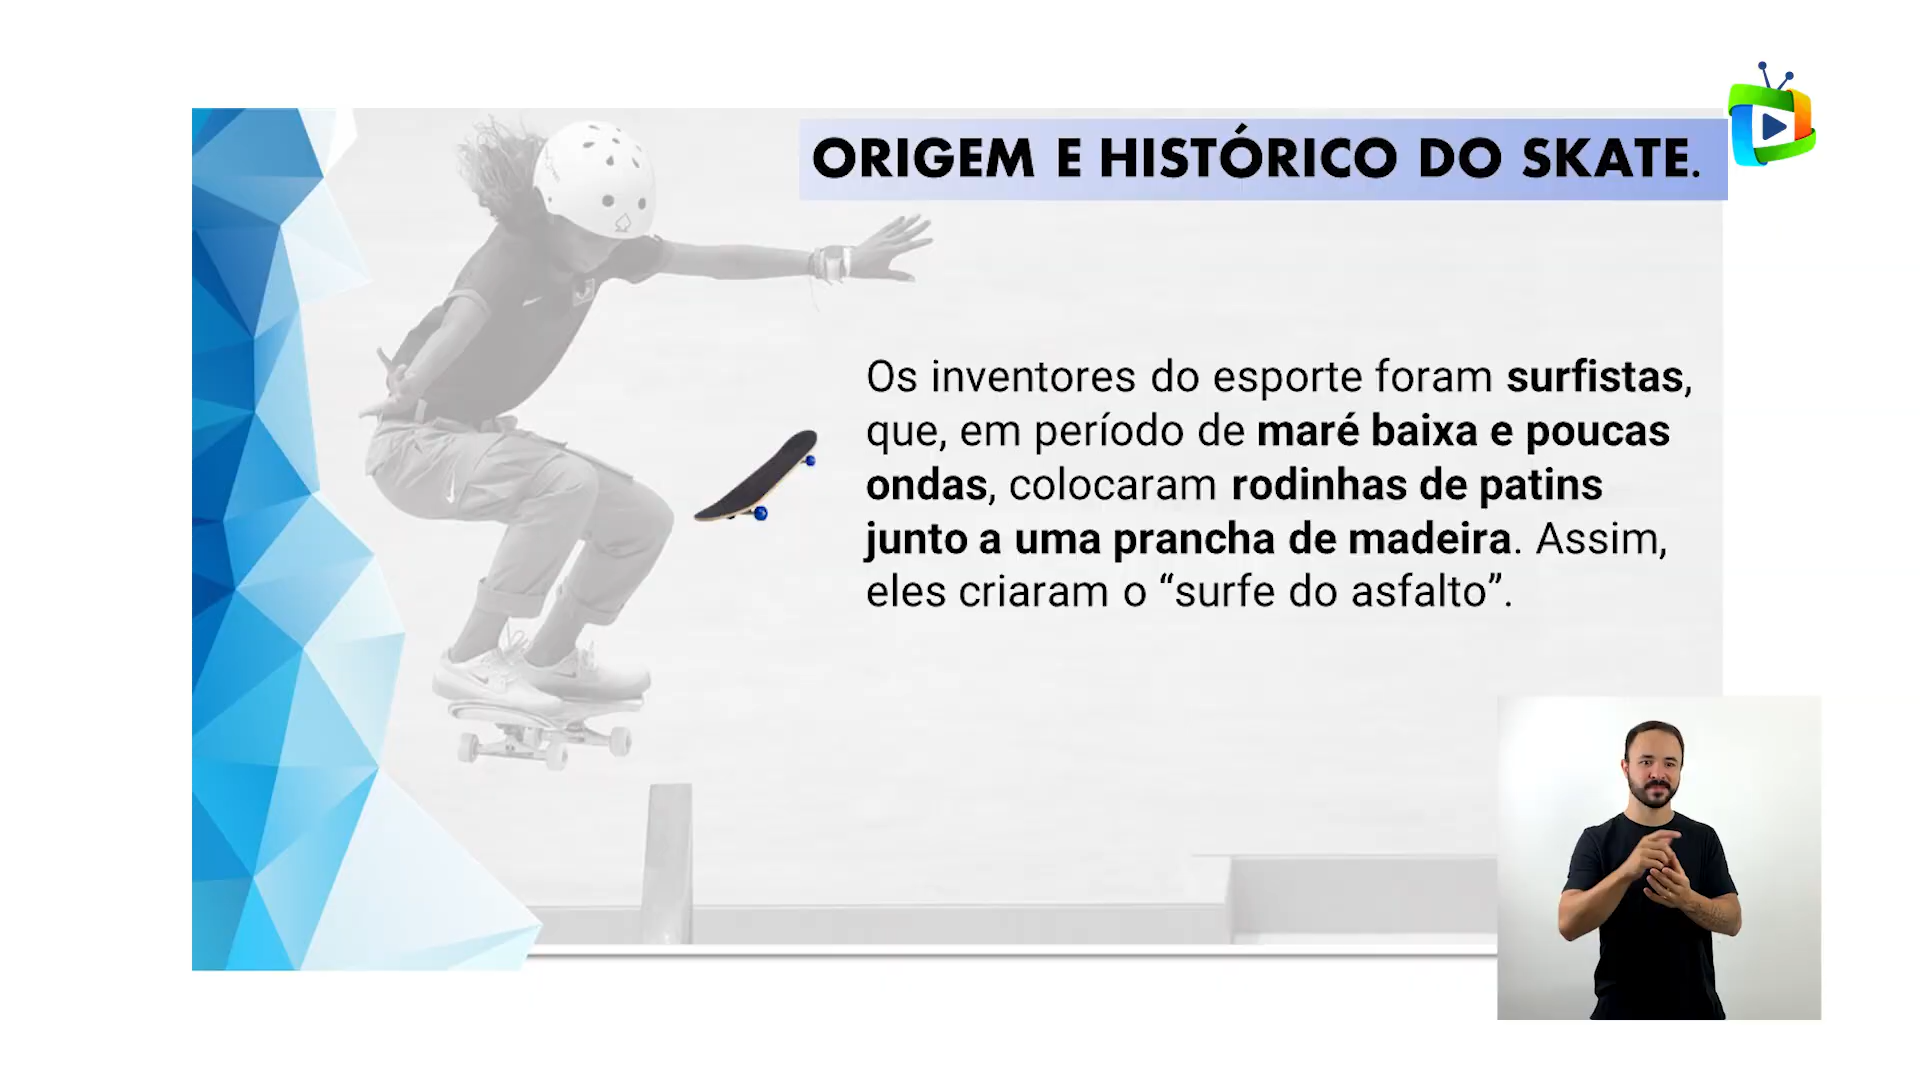 ORIGEM E HISTÓRICO DO SKATE.
Os inventores do esporte foram surfistas,
que, em período de maré baixa e poucas
ondas, colocaram rodinhas de patins
junto a uma prancha de madeira. Assim,
eles criaram o “surfe do asfalto”.